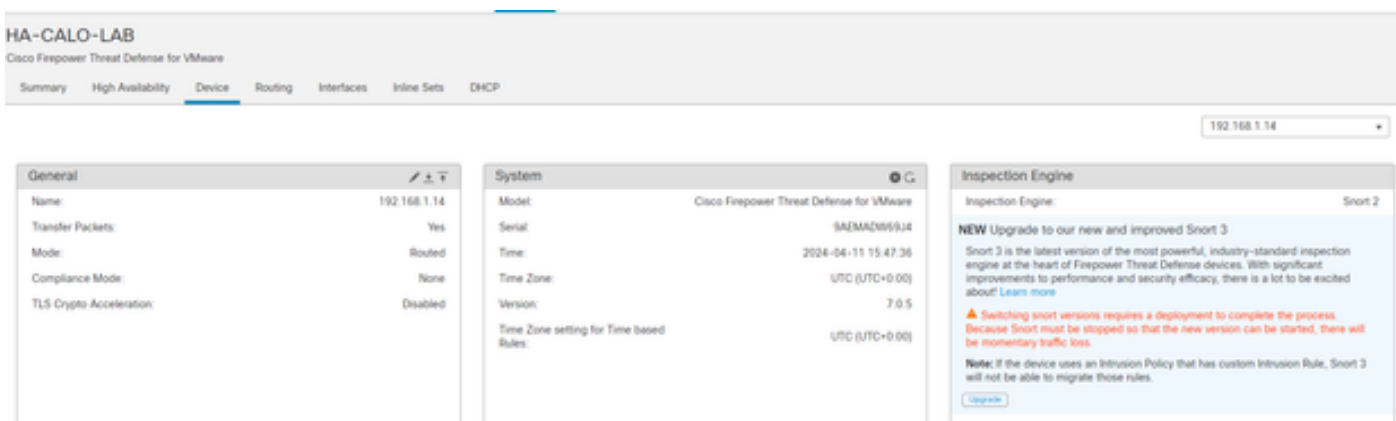 HA-CALO-LAB
Cisco Firepower Threat Defense for VMware
Summary High Availability Device Routing Interfaces Inline Sets DHCP
192.168.1.14
General
Name: 192.168.1.14
Transfer Packets: Yes
Mode: Routed
Compliance Mode: None
TLS Crypto Acceleration: Disabled
System
Model: Cisco Firepower Threat Defense for VMware
Serial: 9AEMADW69J4
Time: 2024-04-11 15:47:36
Time Zone: UTC (UTC+0:00)
Version: 7.0.5
Time Zone setting for Time based
Rules: UTC (UTC+0:00)
Inspection Engine
Inspection Engine: Snort 2
NEW Upgrade to our new and improved Snort 3
Snort 3 is the latest version of the most powerful, industry-standard inspection
engine at the heart of Firepower Threat Defense devices. With significant
improvements to performance and security efficacy, there is a lot to be excited
about! Learn more
Switching snort versions requires a deployment to complete the process.
Because Snort must be stopped so that the new version can be started, there will
be momentary traffic loss.
Note: If the device uses an Intrusion Policy that has custom Intrusion Rule, Snort 3
will not be able to migrate those rules.
Upgrade